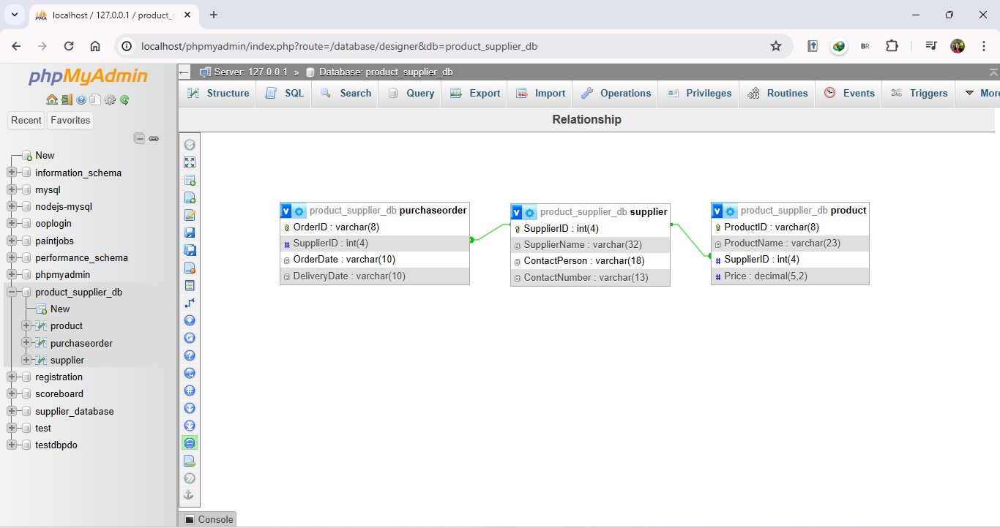 localhost / 127.0.0.1 / product_s
localhost/phpmyadmin/index.php?route=/database/designer&db=product_supplier_db
BR
phpMyAdmin
Recent
Favorites
New
information_schema
mysql
nodejs-mysql
ooplogin
paintjobs
performance_schema
phpmyadmin
product_supplier_db
New
product
purchaseorder
supplier
registration
scoreboard
supplier_database
test
testdbpdo
Server: 127.0.0.1 » Database: product_supplier_db
Structure SQL Search Query Export Import Operations Privileges Routines Events Triggers More
Relationship
V product_supplier_db purchaseorder
OrderID : varchar(8)
# SupplierID : int(4)
OrderDate : varchar(10)
DeliveryDate : varchar(10)
V product_supplier_db supplier
SupplierID : int(4)
SupplierName : varchar(32)
ContactPerson : varchar(18)
ContactNumber : varchar(13)
V product_supplier_db product
ProductID : varchar(8)
ProductName : varchar(23)
# SupplierID : int(4)
# Price : decimal(5,2)
Console